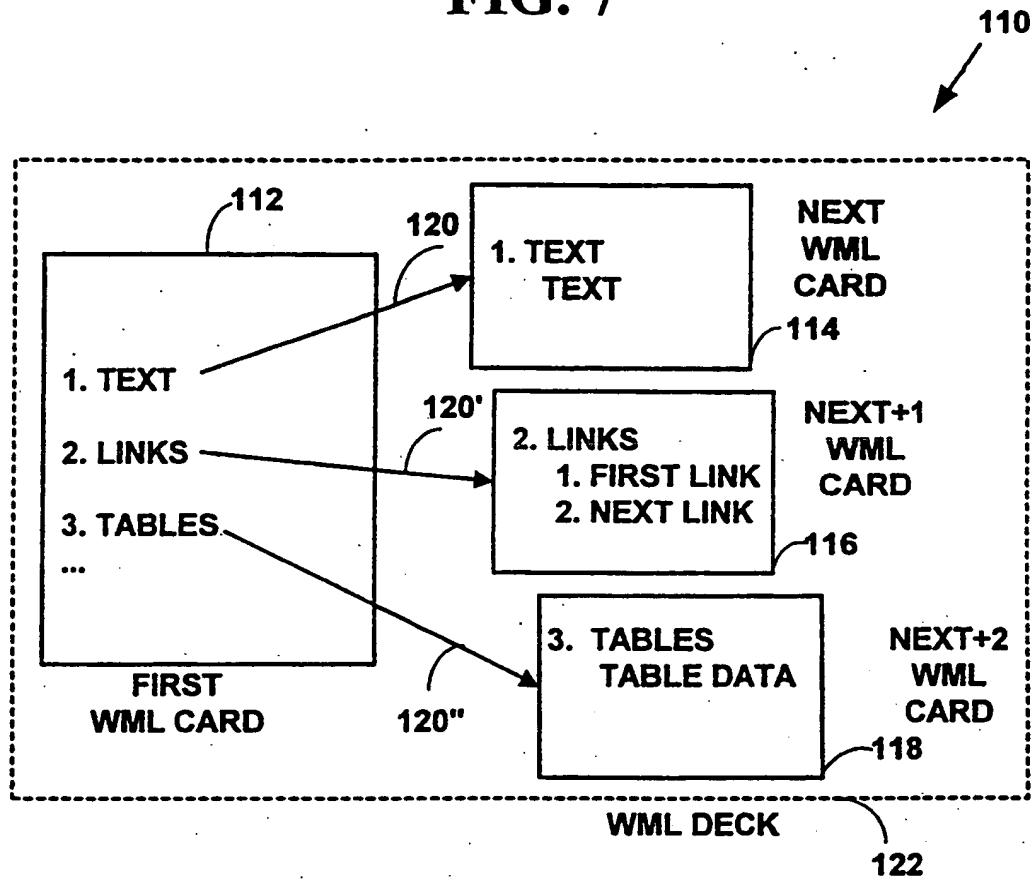 FIG. 7
110
112
120
1. TEXT
TEXT
NEXT
WML
CARD
114
1. TEXT
2. LINKS
3. TABLES
...
120'
2. LINKS
1. FIRST LINK
2. NEXT LINK
NEXT+1
WML
CARD
116
3. TABLES
TABLE DATA
NEXT+2
WML
CARD
118
FIRST
WML CARD
120"
WML DECK
122